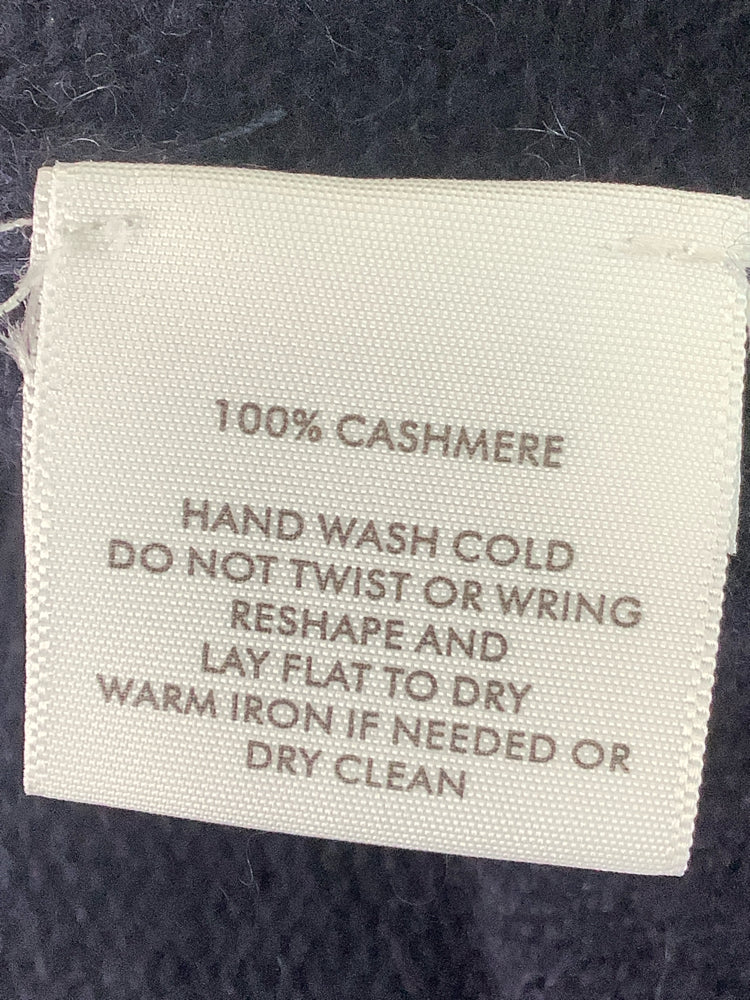 100% CASHMERE
HAND WASH COLD
DO NOT TWIST OR WRING
RESHAPE AND
LAY FLAT TO DRY
WARM IRON IF NEEDED OR
DRY CLEAN